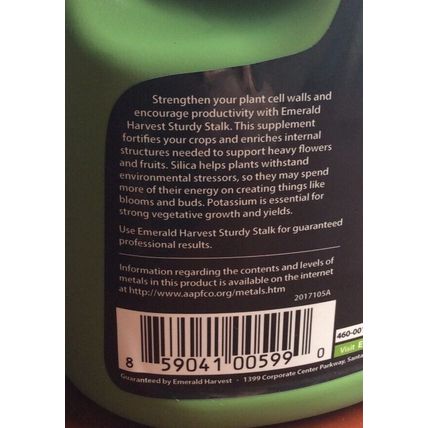 Strengthen your plant cell walls and
encourage productivity with Emerald
Harvest Sturdy Stalk. This supplement
fortifies your crops and enriches internal
structures needed to support heavy flowers
and fruits. Silica helps plants withstand
environmental stressors, so they may spend
more of their energy on creating things like
blooms and buds. Potassium is essential for
strong vegetative growth and yields.
Use Emerald Harvest Sturdy Stalk for guaranteed
professional results.
Information regarding the contents and levels of
metals in this product is available on the internet
at http://www.aapfco.org/metals.htm
2017105A
8 59041 00599 0
460-00
Visit E
Guaranteed by Emerald Harvest · 1399 Corporate Center Parkway, Santa